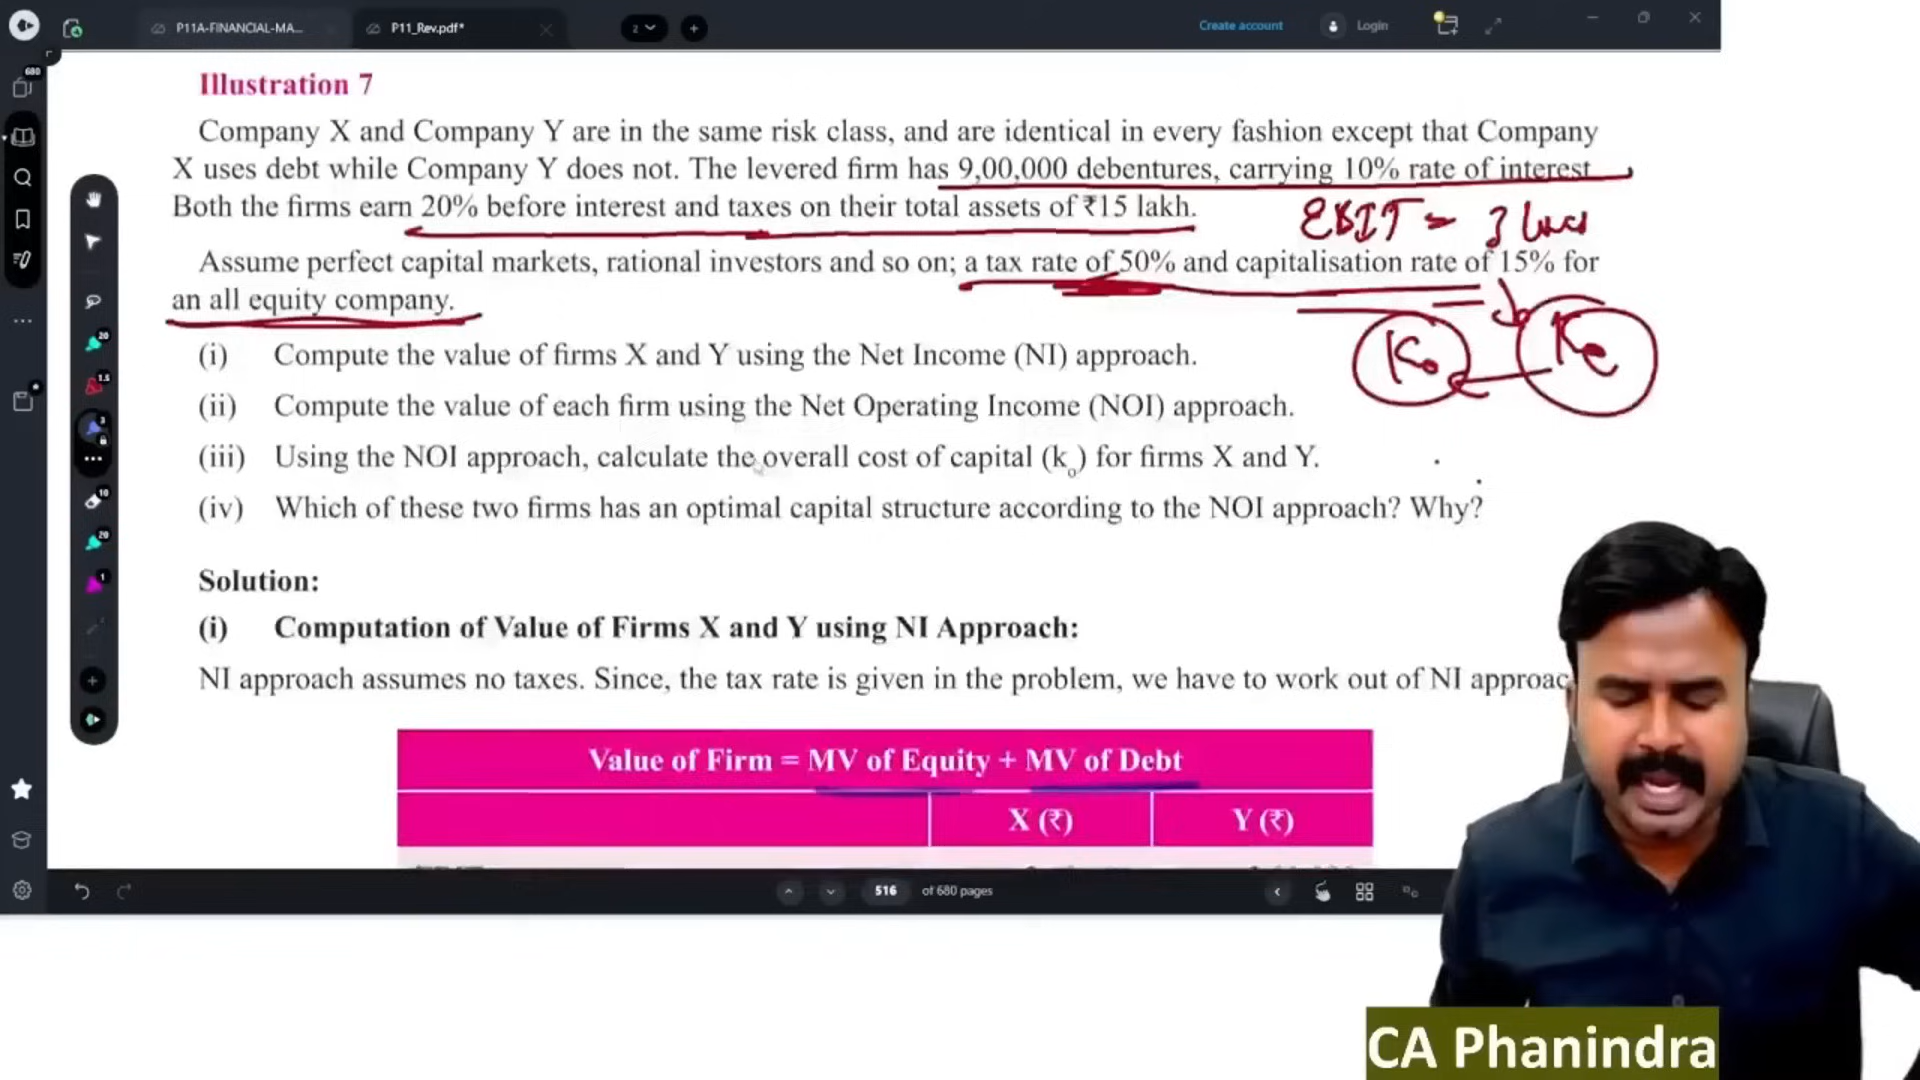 P11A-FINANCIAL-MA...
P11_Rev.pdf*
2
Create account
Login
680
Illustration 7
Company X and Company Y are in the same risk class, and are identical in every fashion except that Company
X uses debt while Company Y does not. The levered firm has 9,00,000 debentures, carrying 10% rate of interest
Both the firms earn 20% before interest and taxes on their total assets of ₹15 lakh.
EBIT = 3 lacs
Assume perfect capital markets, rational investors and so on; a tax rate of 50% and capitalisation rate of 15% for
an all equity company.
Ko
Ke
(i) Compute the value of firms X and Y using the Net Income (NI) approach.
(ii) Compute the value of each firm using the Net Operating Income (NOI) approach.
(iii) Using the NOI approach, calculate the overall cost of capital (ko) for firms X and Y.
(iv) Which of these two firms has an optimal capital structure according to the NOI approach? Why?
Solution:
(i) Computation of Value of Firms X and Y using NI Approach:
NI approach assumes no taxes. Since, the tax rate is given in the problem, we have to work out of NI approac
Value of Firm = MV of Equity + MV of Debt
X (₹) Y (₹)
20
1.5
3
10
20
1
516 of 680 pages
CA Phanindra